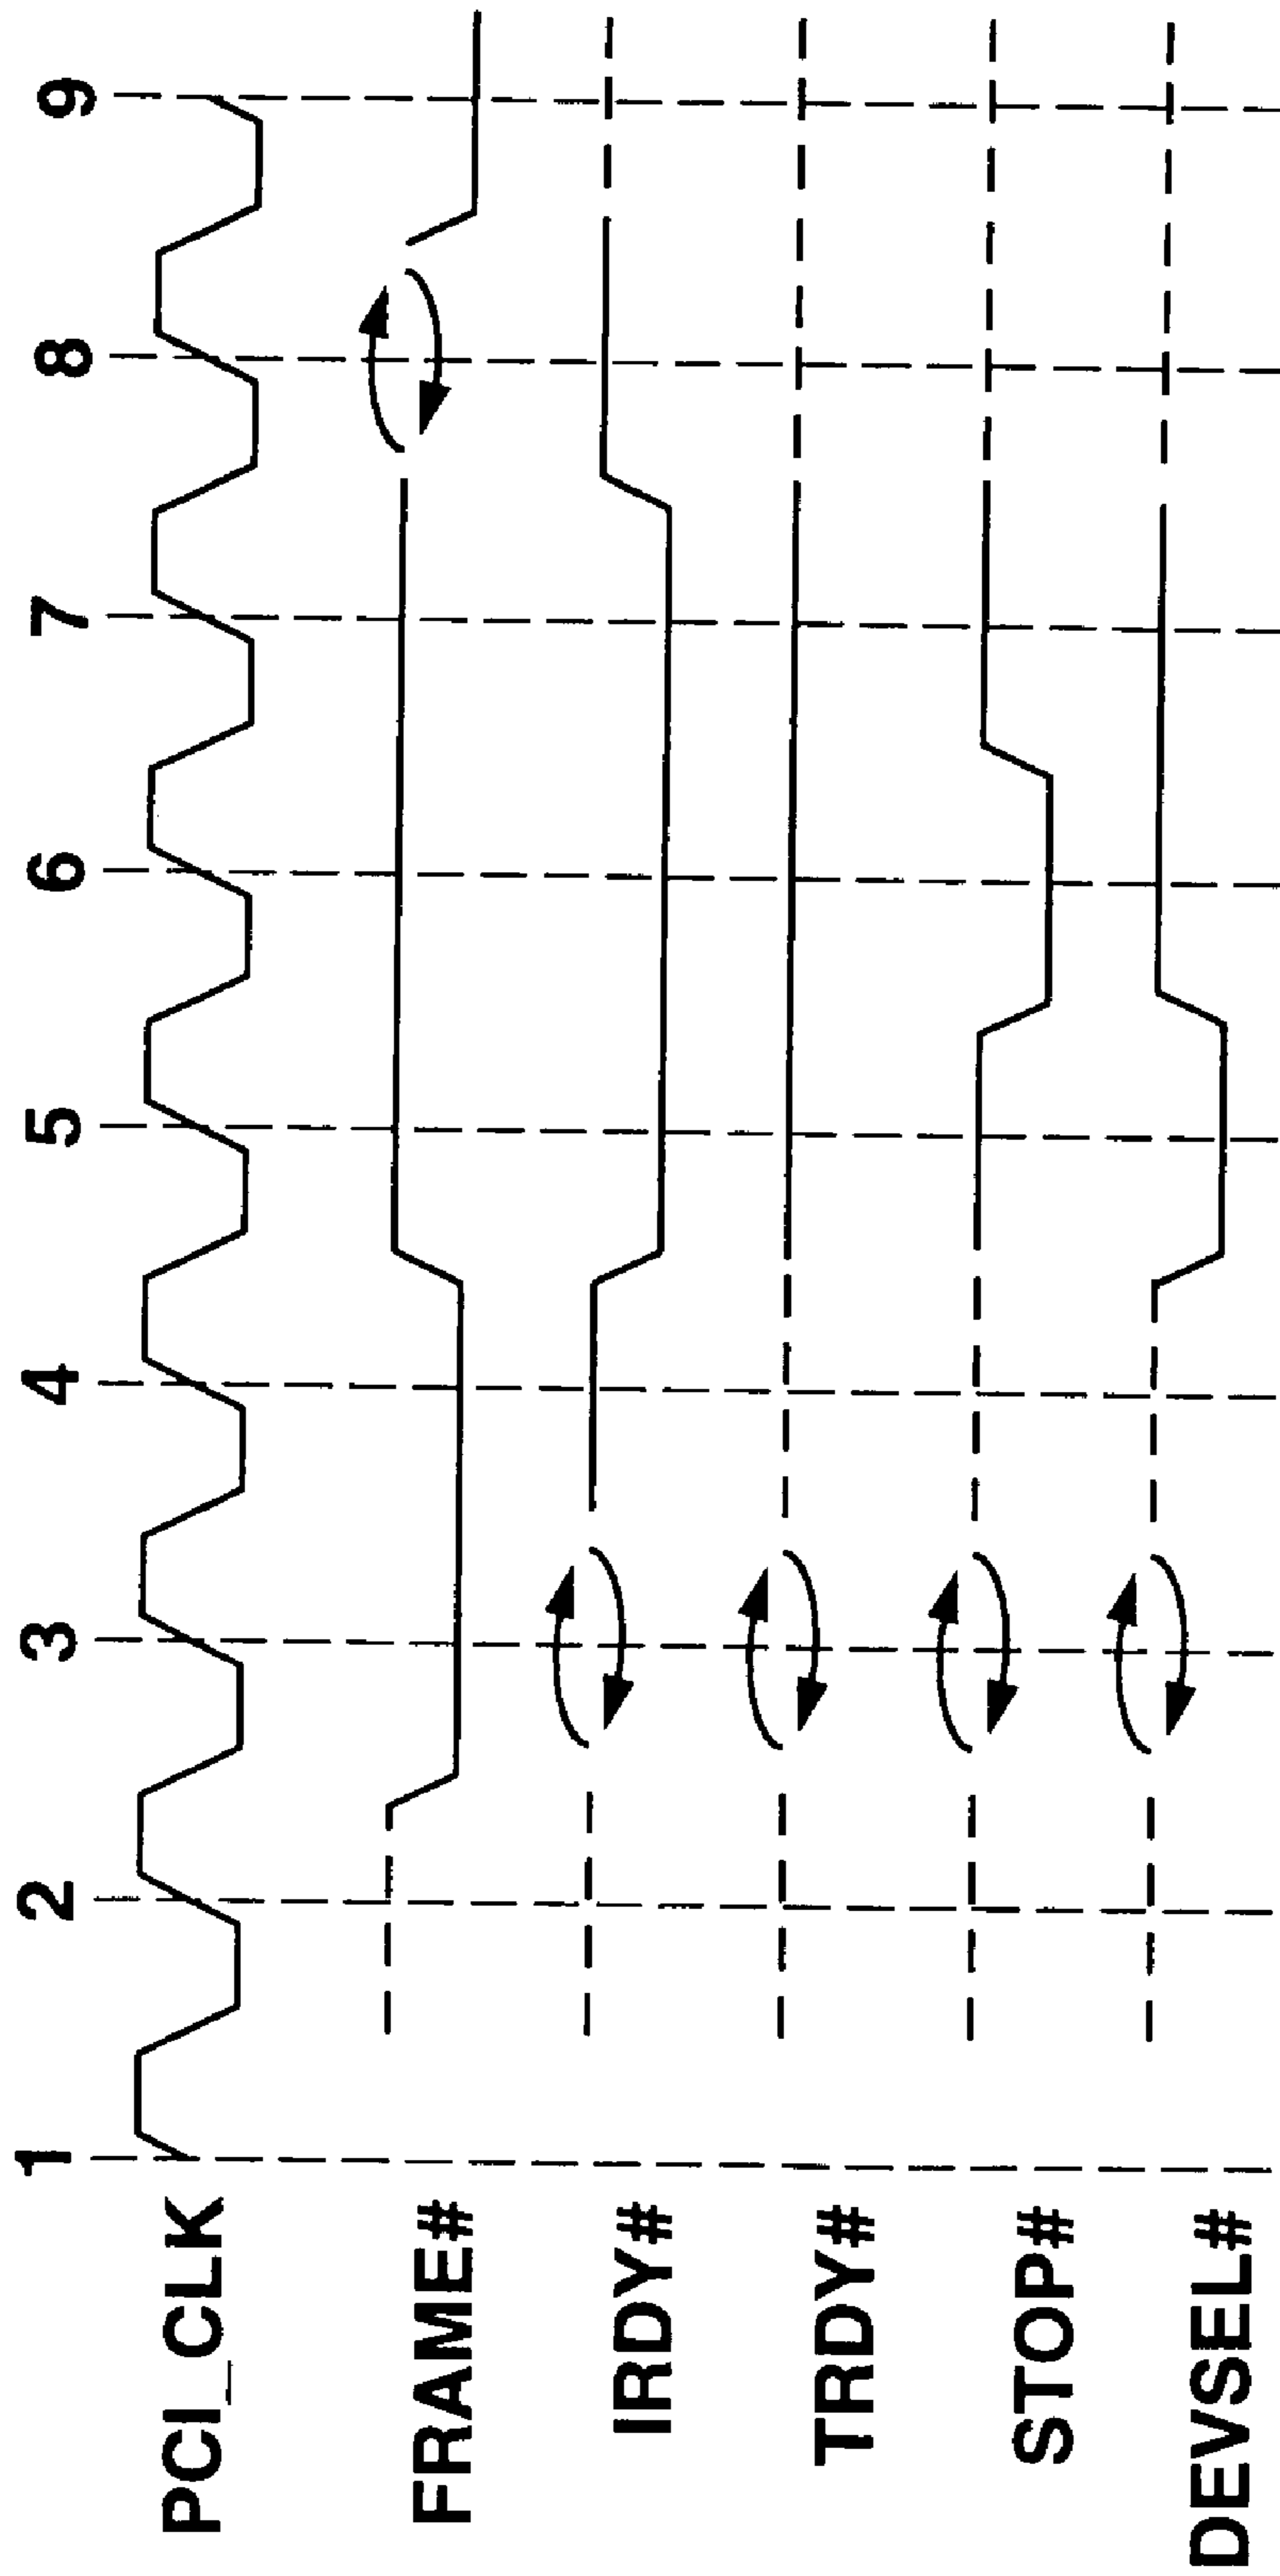 1 2 3 4 5 6 7 8 9
PCI_CLK
FRAME#
IRDY#
TRDY#
STOP#
DEVSEL#